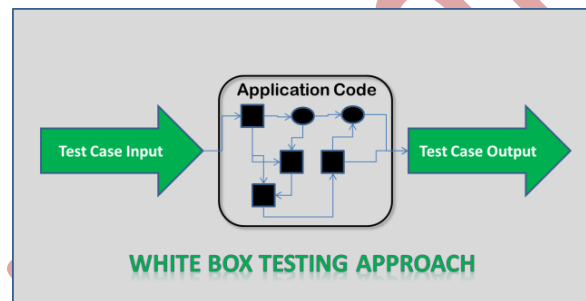 Application Code
Test Case Input
Test Case Output
WHITE BOX TESTING APPROACH